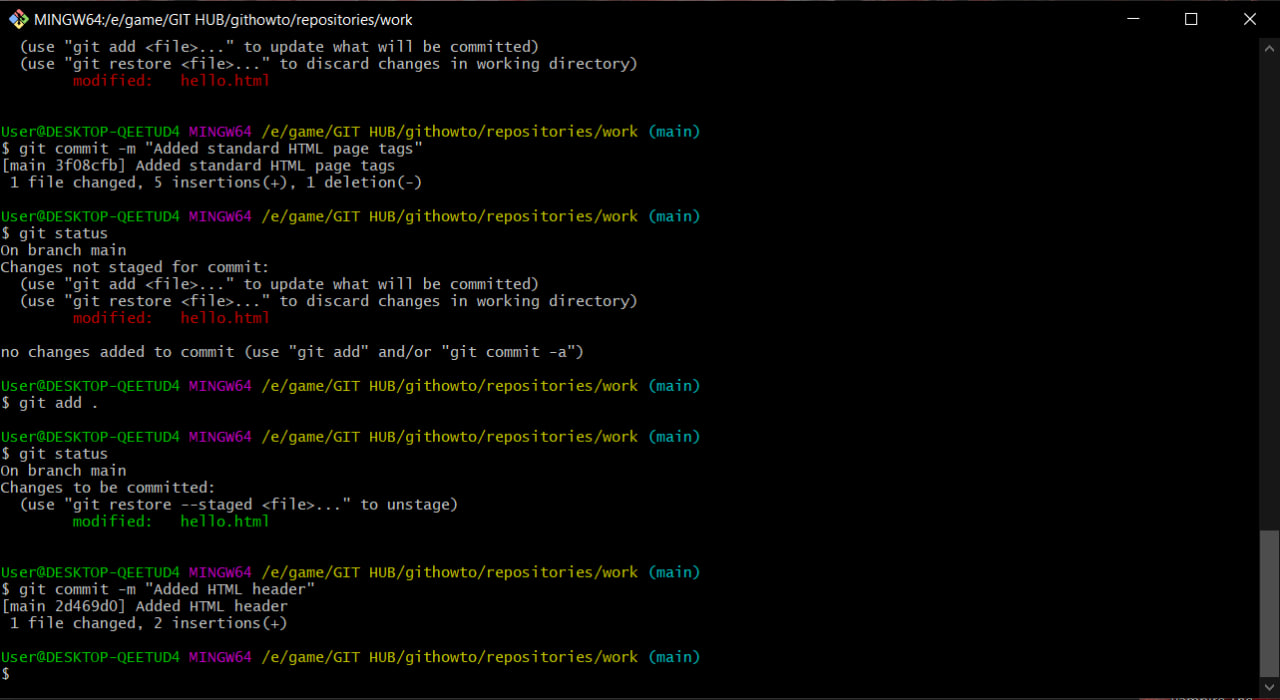 MINGW64:/e/game/GIT HUB/githowto/repositories/work
(use "git add <file>..." to update what will be committed)
(use "git restore <file>..." to discard changes in working directory)
modified:   hello.html
User@DESKTOP-QEETUD4 MINGW64 /e/game/GIT HUB/githowto/repositories/work (main)
$ git commit -m "Added standard HTML page tags"
[main 3f08cfb] Added standard HTML page tags
1 file changed, 5 insertions(+), 1 deletion(-)
User@DESKTOP-QEETUD4 MINGW64 /e/game/GIT HUB/githowto/repositories/work (main)
$ git status
On branch main
Changes not staged for commit:
(use "git add <file>..." to update what will be committed)
(use "git restore <file>..." to discard changes in working directory)
modified:   hello.html
no changes added to commit (use "git add" and/or "git commit -a")
User@DESKTOP-QEETUD4 MINGW64 /e/game/GIT HUB/githowto/repositories/work (main)
$ git add .
User@DESKTOP-QEETUD4 MINGW64 /e/game/GIT HUB/githowto/repositories/work (main)
$ git status
On branch main
Changes to be committed:
(use "git restore --staged <file>..." to unstage)
modified:   hello.html
User@DESKTOP-QEETUD4 MINGW64 /e/game/GIT HUB/githowto/repositories/work (main)
$ git commit -m "Added HTML header"
[main 2d469d0] Added HTML header
1 file changed, 2 insertions(+)
User@DESKTOP-QEETUD4 MINGW64 /e/game/GIT HUB/githowto/repositories/work (main)
$